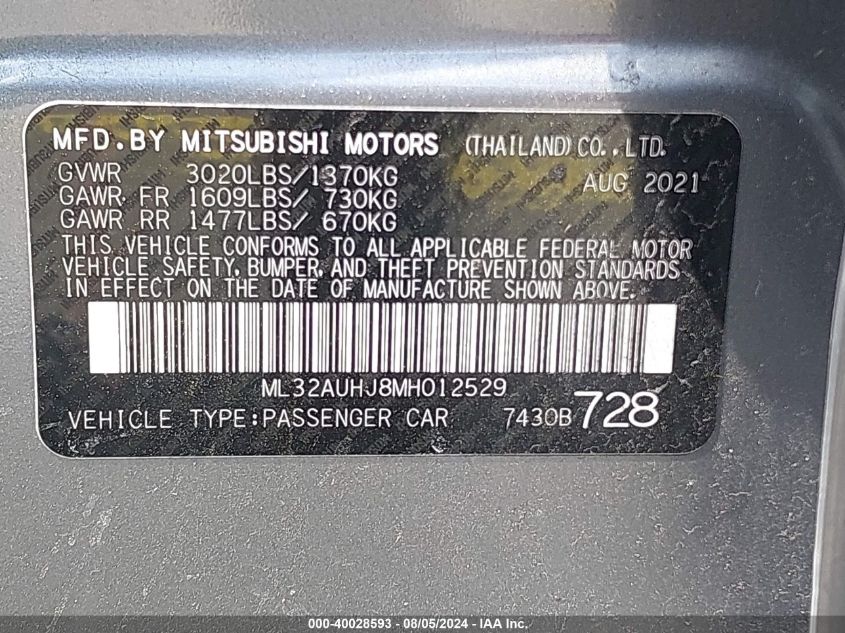 MFD.BY MITSUBISHI MOTORS (THAILAND) CO.,LTD.
GVWR 3020LBS/1370KG AUG 2021
GAWR FR 1609LBS/ 730KG
GAWR RR 1477LBS/ 670KG
THIS VEHICLE CONFORMS TO ALL APPLICABLE FEDERAL MOTOR
VEHICLE SAFETY, BUMPER, AND THEFT PREVENTION STANDARDS
IN EFFECT ON THE DATE OF MANUFACTURE SHOWN ABOVE.
ML32AUHJ8MH012529
VEHICLE TYPE:PASSENGER CAR 7430B 728
000-40028593 - 08/05/2024 - IAAI Inc.